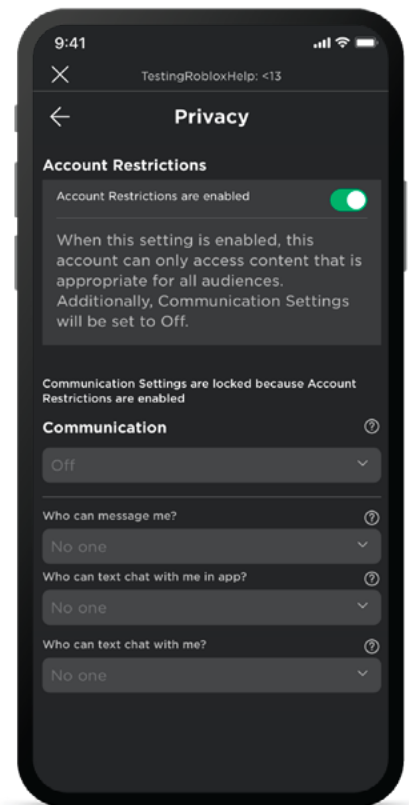 9:41
TestingRobloxHelp: <13
Privacy
Account Restrictions
Account Restrictions are enabled
When this setting is enabled, this
account can only access content that is
appropriate for all audiences.
Additionally, Communication Settings
will be set to Off.
Communication Settings are locked because Account
Restrictions are enabled
Communication
Off
Who can message me?
No one
Who can text chat with me in app?
No one
Who can text chat with me?
No one